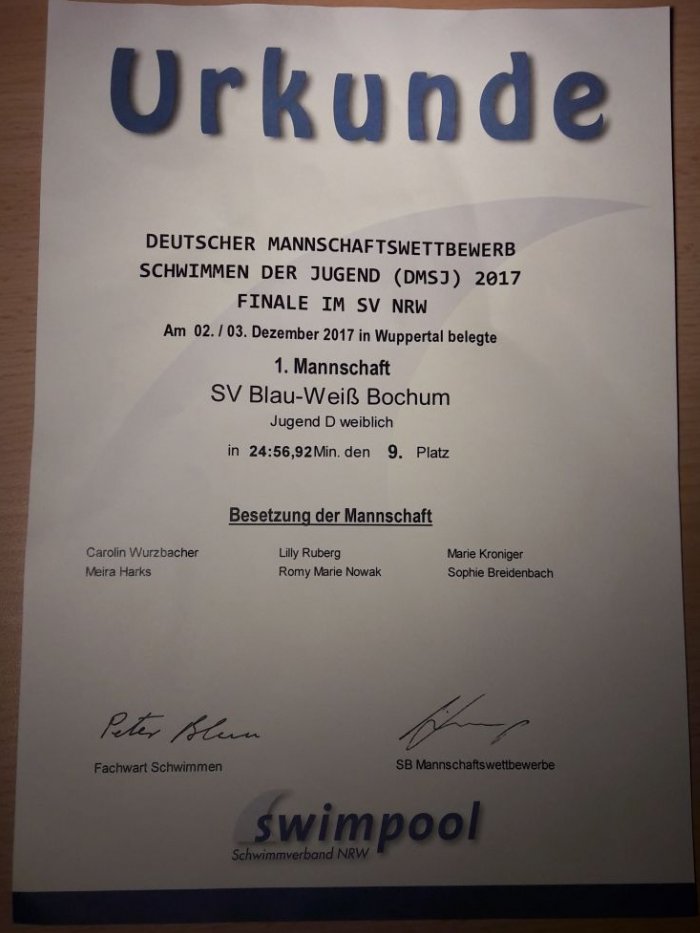 Urkunde
DEUTSCHER MANNSCHAFTSWETTBEWERB
SCHWIMMEN DER JUGEND (DMSJ) 2017
FINALE IM SV NRW
Am 02. / 03. Dezember 2017 in Wuppertal belegte
1. Mannschaft
SV Blau-Weiß Bochum
Jugend D weiblich
in 24:56,92Min. den 9. Platz
Besetzung der Mannschaft
Carolin Wurzbacher Lilly Ruberg Marie Kroniger
Meira Harks Romy Marie Nowak Sophie Breidenbach
Peter Blum
Fachwart Schwimmen SB Mannschaftswettbewerbe
swimpool
Schwimmverband NRW